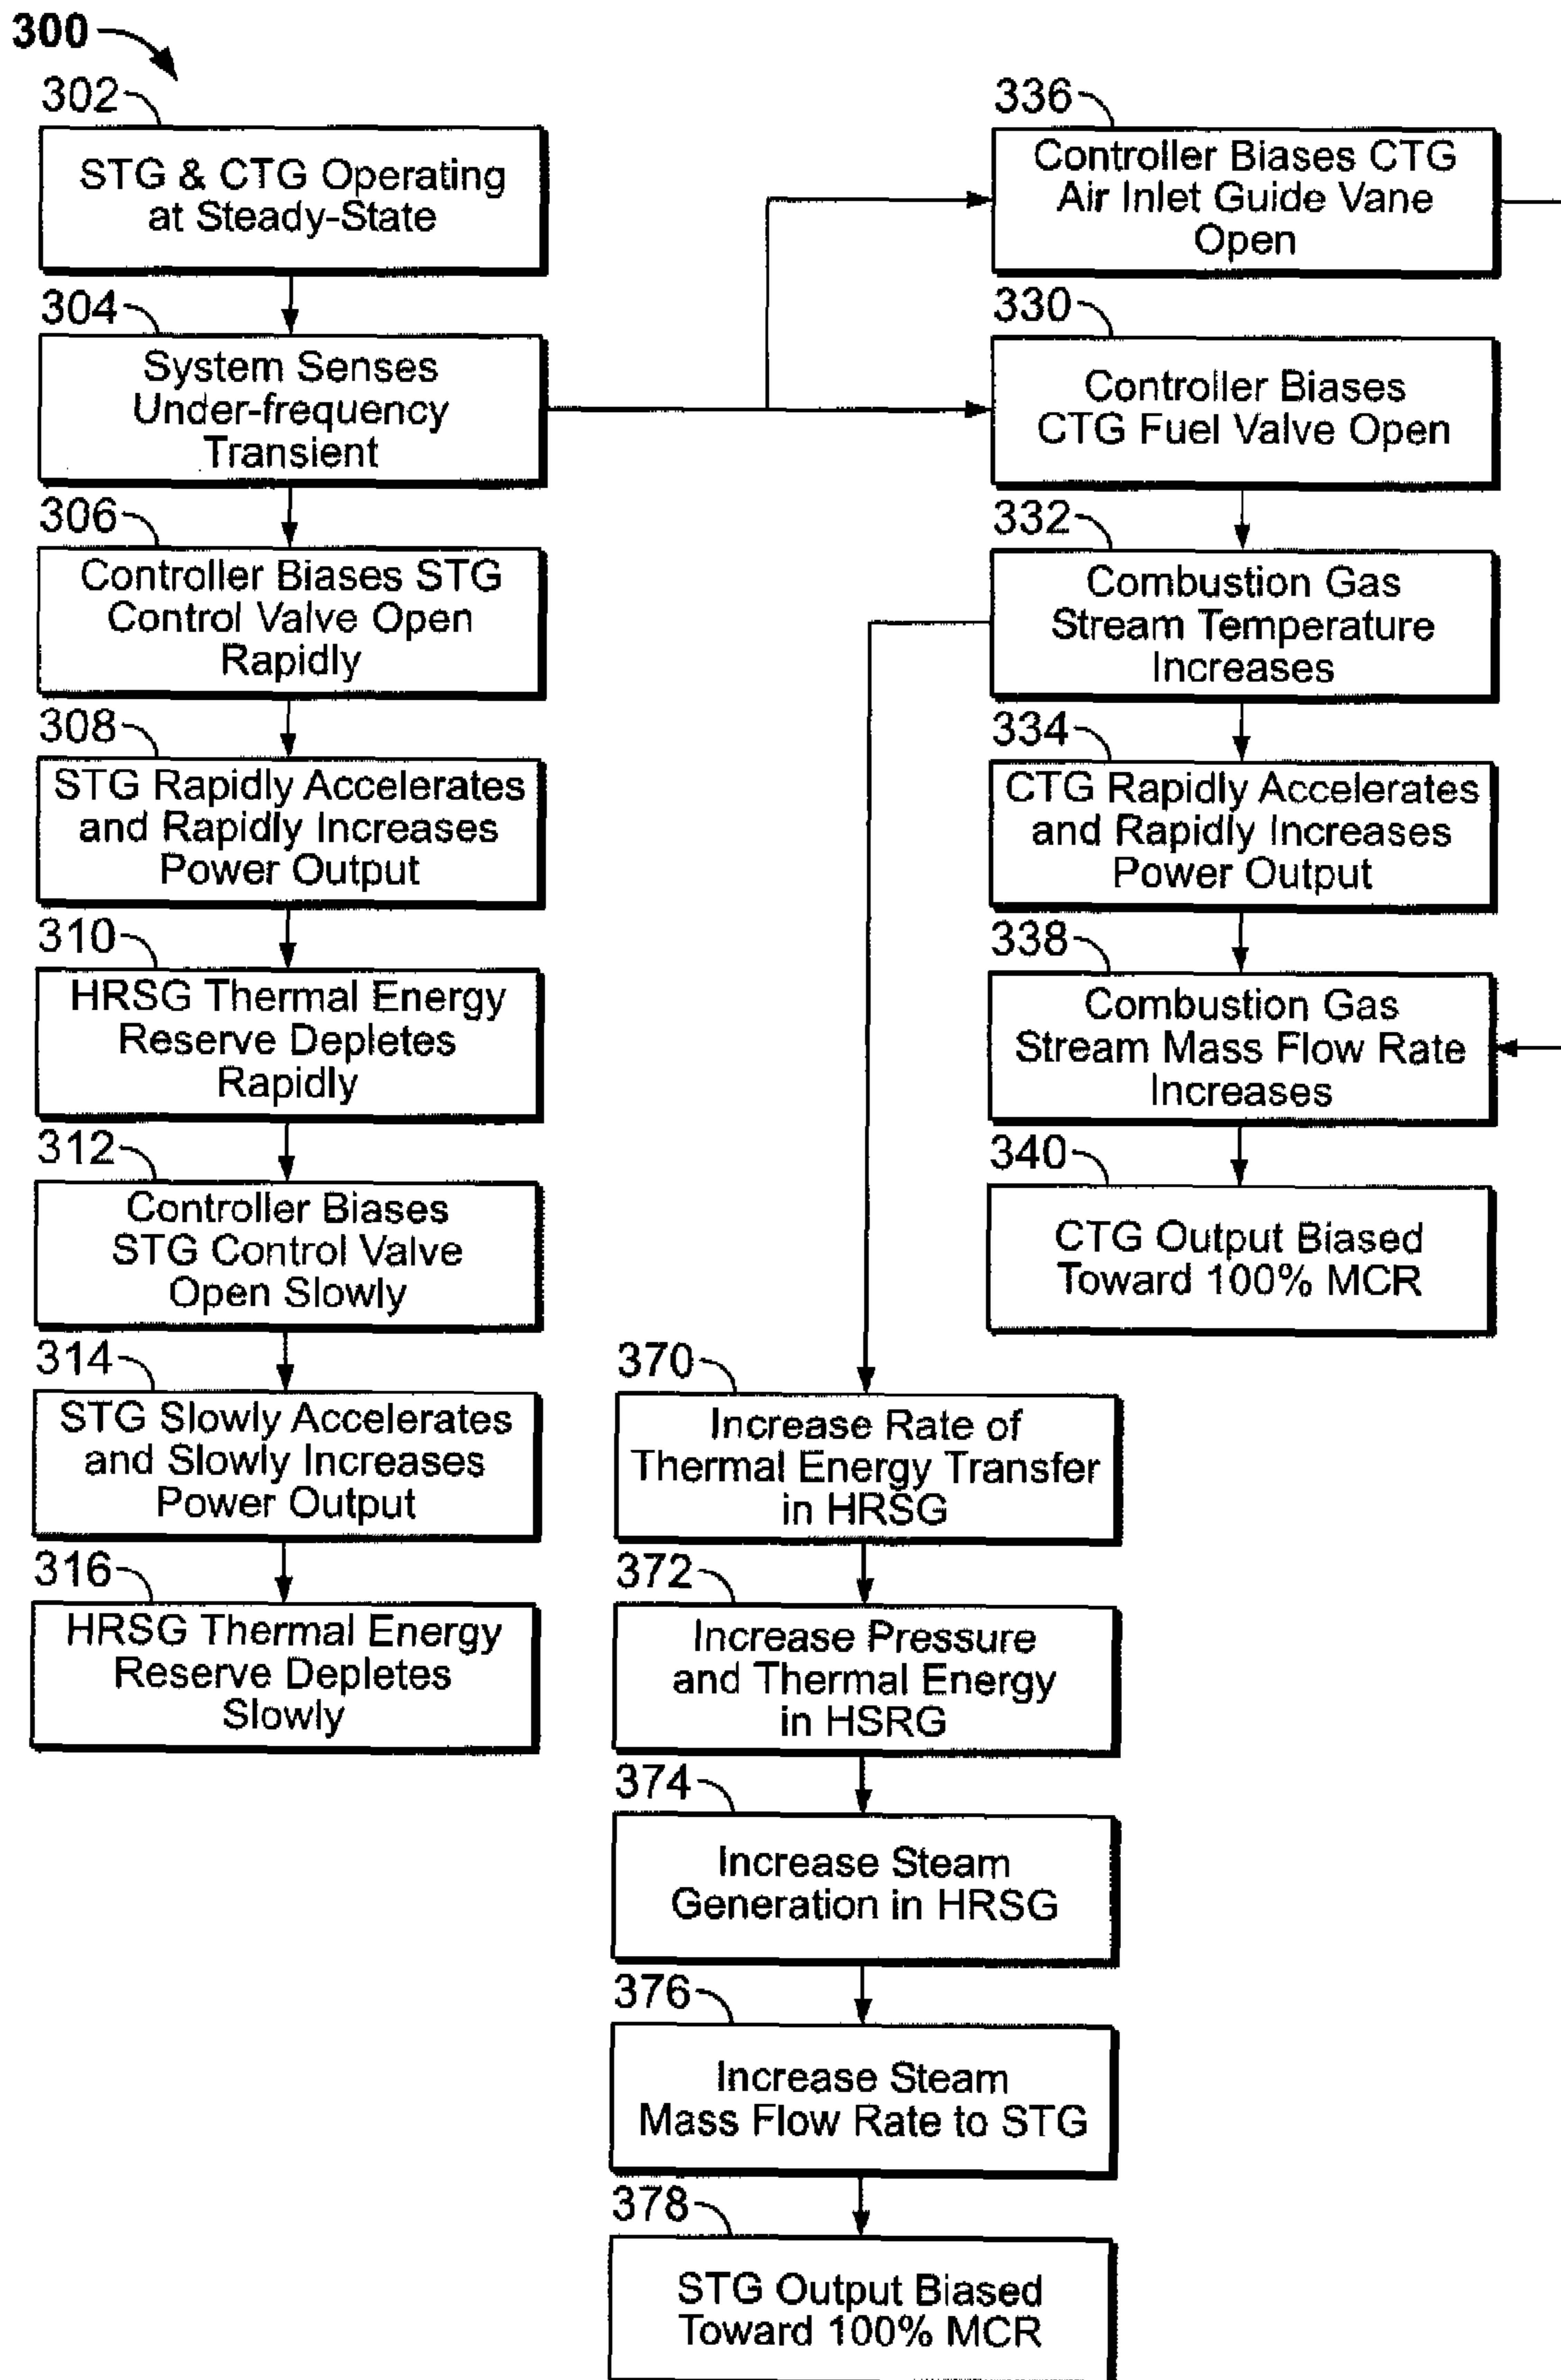 300
302
STG & CTG Operating
at Steady-State
304
System Senses
Under-frequency
Transient
306
Controller Biases STG
Control Valve Open
Rapidly
308
STG Rapidly Accelerates
and Rapidly Increases
Power Output
310
HRSG Thermal Energy
Reserve Depletes
Rapidly
312
Controller Biases
STG Control Valve
Open Slowly
314
STG Slowly Accelerates
and Slowly Increases
Power Output
316
HRSG Thermal Energy
Reserve Depletes
Slowly
336
Controller Biases CTG
Air Inlet Guide Vane
Open
330
Controller Biases
CTG Fuel Valve Open
332
Combustion Gas
Stream Temperature
Increases
334
CTG Rapidly Accelerates
and Rapidly Increases
Power Output
338
Combustion Gas
Stream Mass Flow Rate
Increases
340
CTG Output Biased
Toward 100% MCR
370
Increase Rate of
Thermal Energy Transfer
in HRSG
372
Increase Pressure
and Thermal Energy
in HSRG
374
Increase Steam
Generation in HRSG
376
Increase Steam
Mass Flow Rate to STG
378
STG Output Biased
Toward 100% MCR